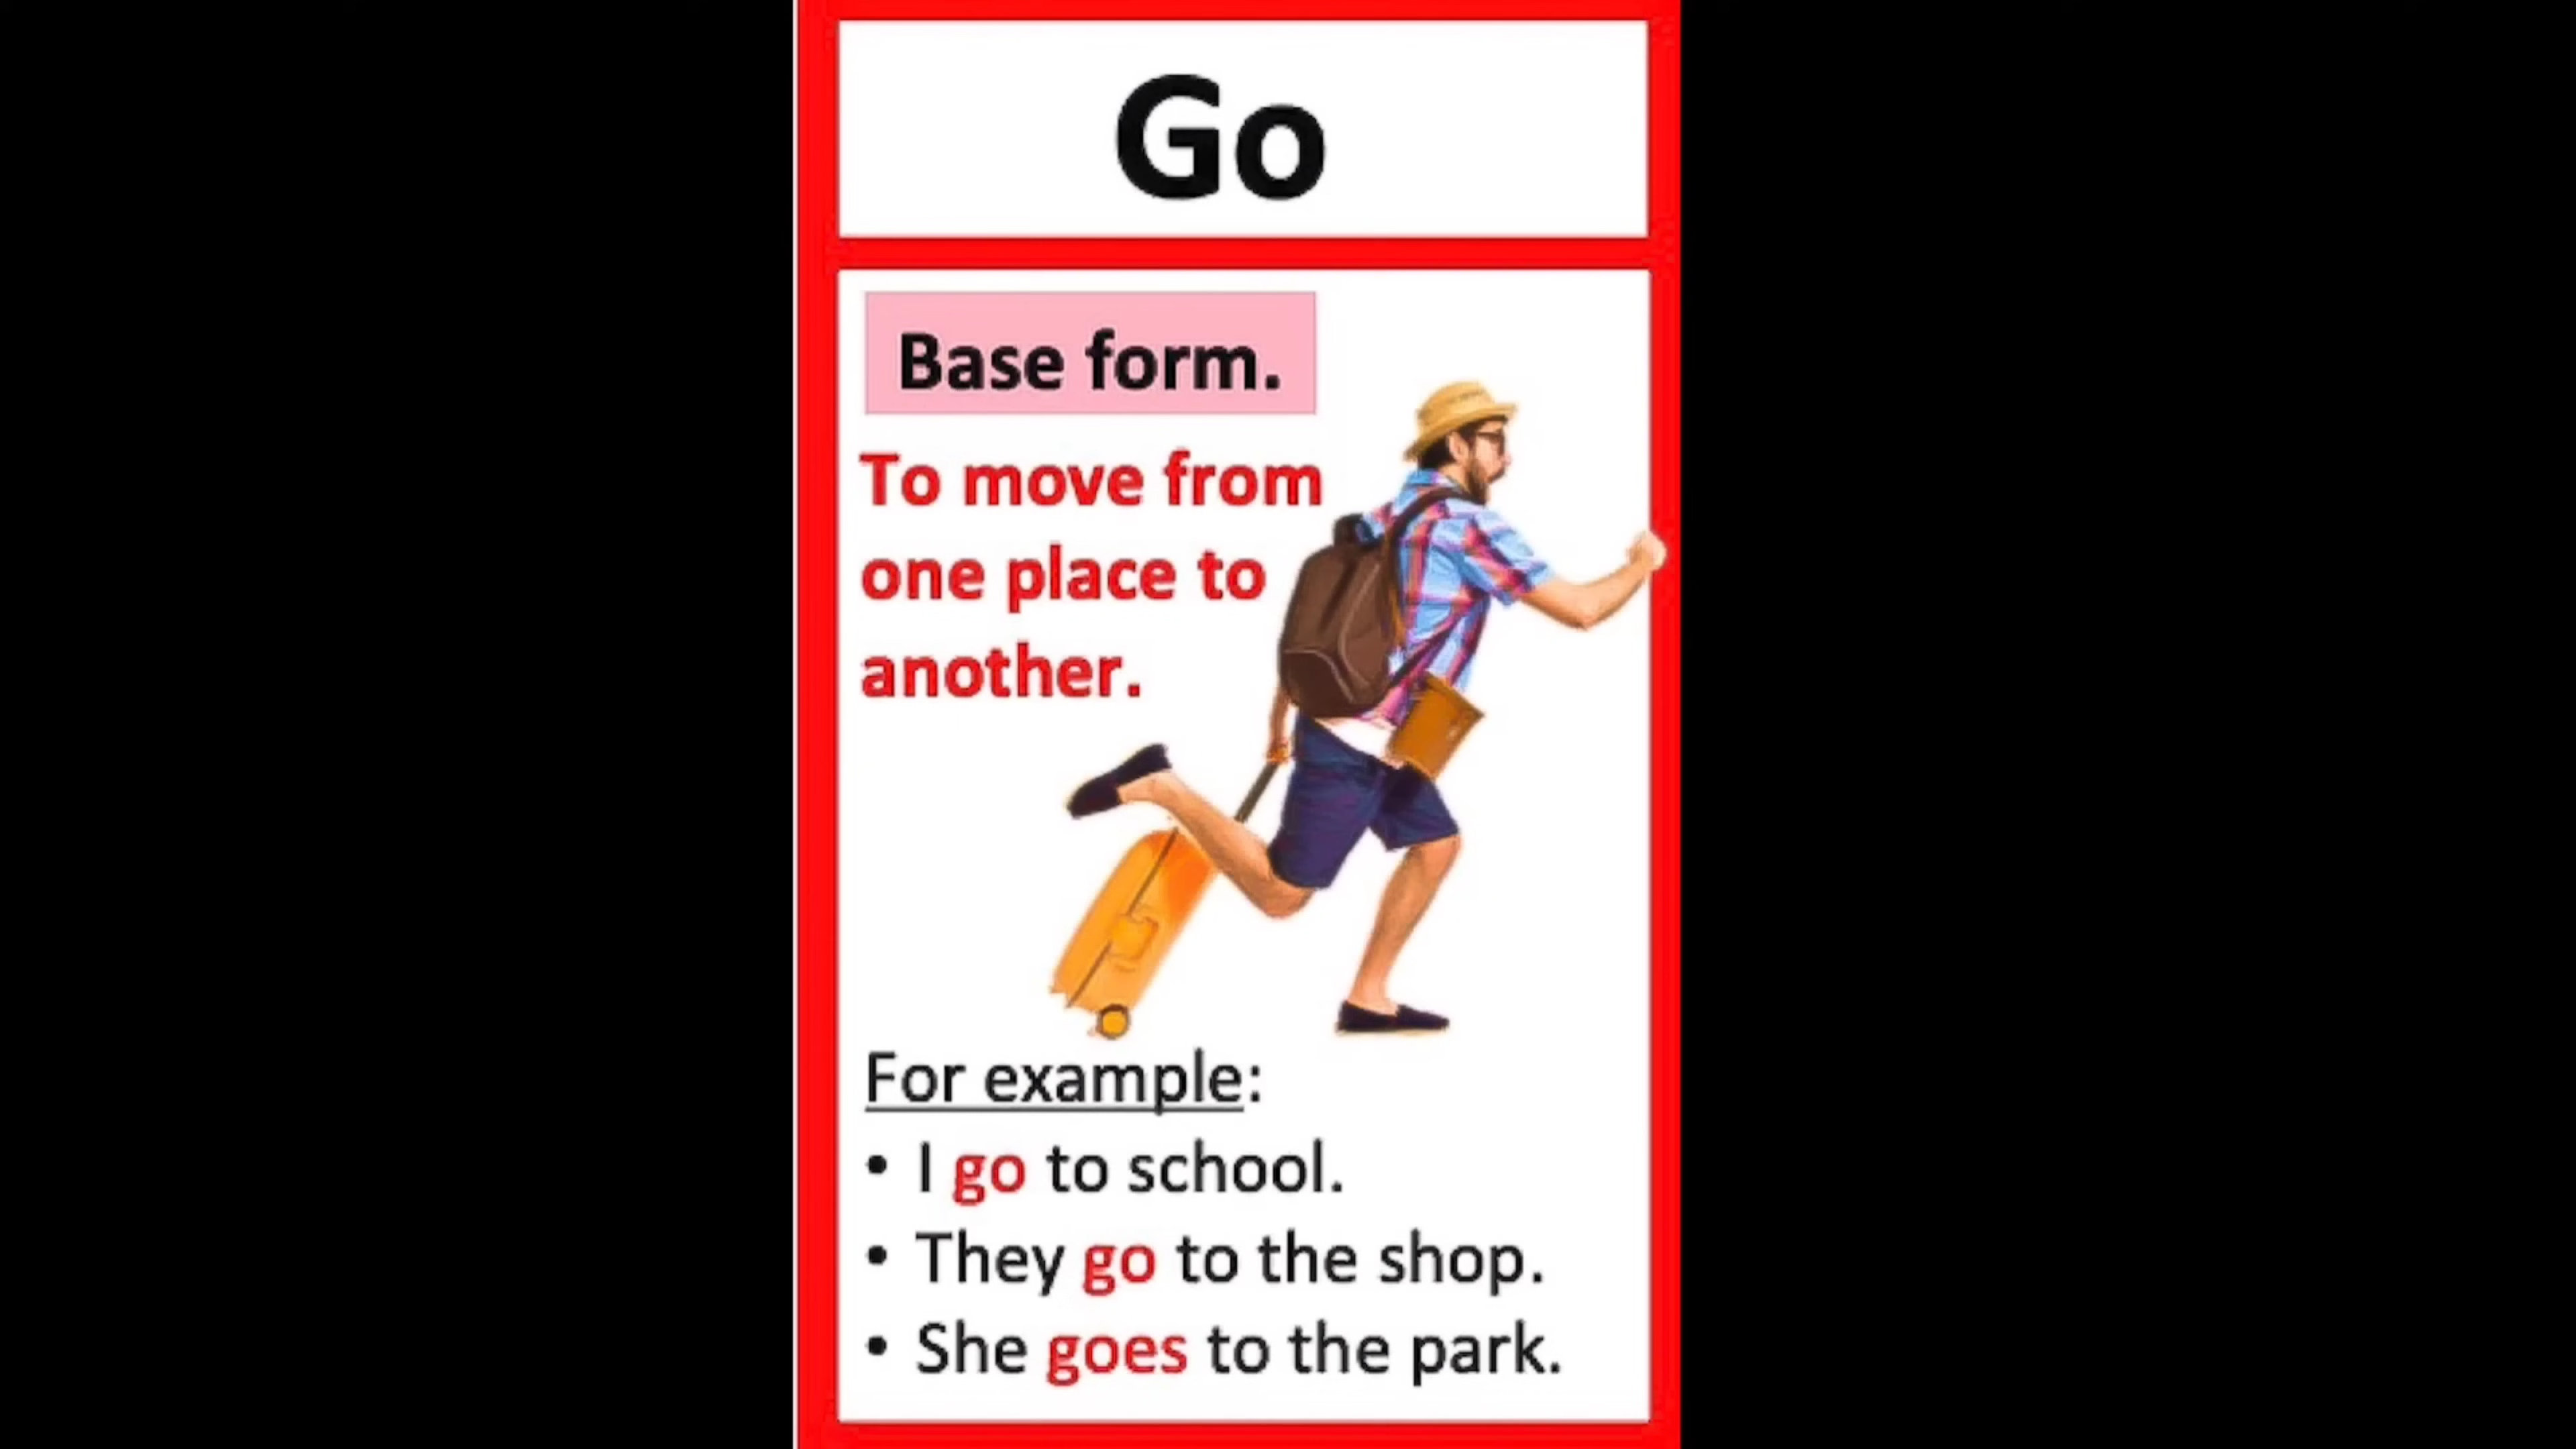 Go
Base form.
To move from
one place to
another.
For example:
• I go to school.
• They go to the shop.
• She goes to the park.